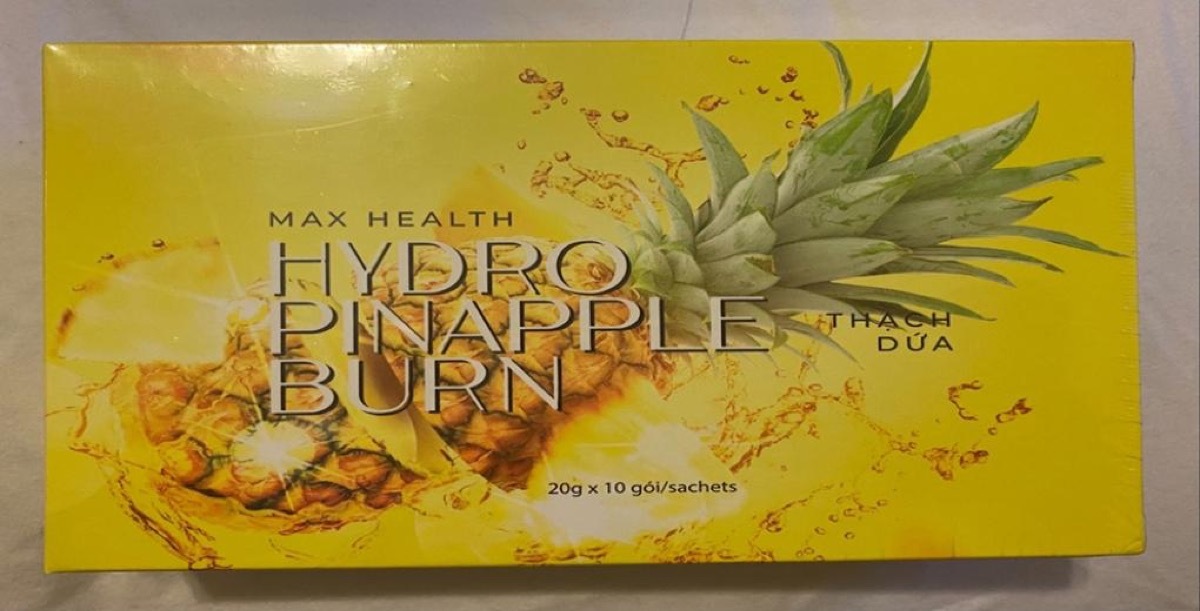 MAX HEALTH
HYDRO
PINAPPLE
BURN
THẠCH
DỨA
20g x 10 gói/sachets